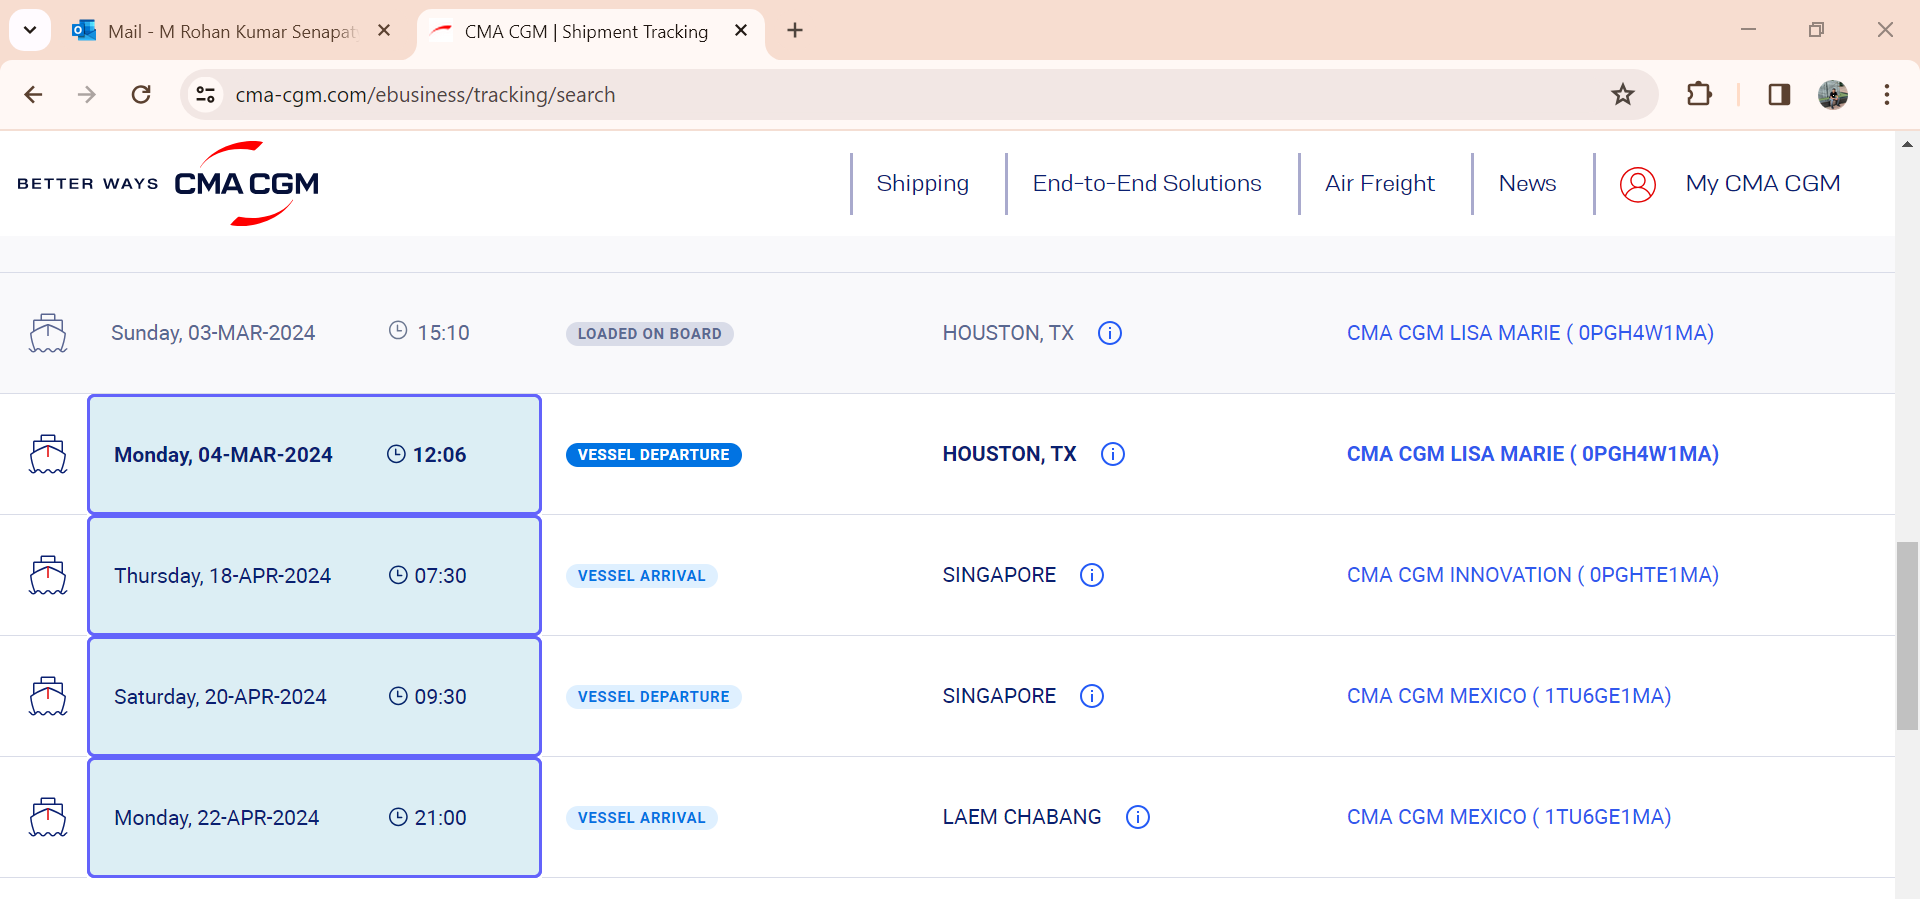 Mail - M Rohan Kumar Senapat
CMA CGM | Shipment Tracking
cma-cgm.com/ebusiness/tracking/search
BETTER WAYS CMA CGM
Shipping
End-to-End Solutions
Air Freight
News
My CMA CGM
Sunday, 03-MAR-2024 15:10 LOADED ON BOARD HOUSTON, TX CMA CGM LISA MARIE ( 0PGH4W1MA)
Monday, 04-MAR-2024 12:06 VESSEL DEPARTURE HOUSTON, TX CMA CGM LISA MARIE ( 0PGH4W1MA)
Thursday, 18-APR-2024 07:30 VESSEL ARRIVAL SINGAPORE CMA CGM INNOVATION ( 0PGHTE1MA)
Saturday, 20-APR-2024 09:30 VESSEL DEPARTURE SINGAPORE CMA CGM MEXICO ( 1TU6GE1MA)
Monday, 22-APR-2024 21:00 VESSEL ARRIVAL LAEM CHABANG CMA CGM MEXICO ( 1TU6GE1MA)